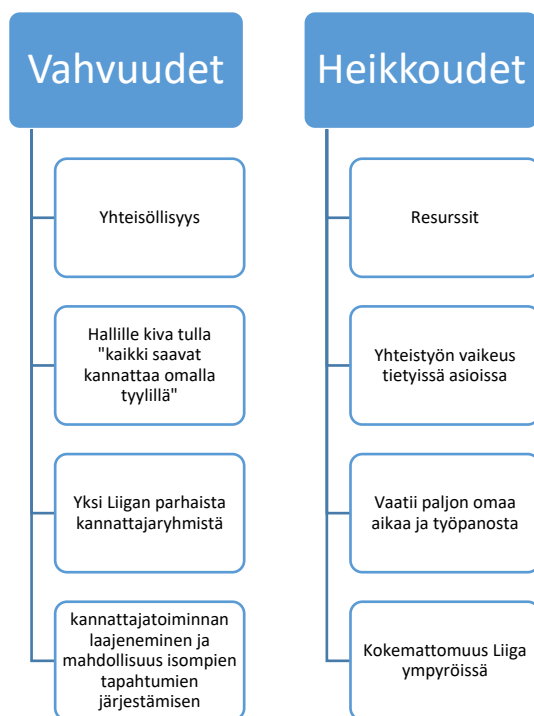 Vahvuudet
Yhteisöllisyys
Hallille kiva tulla
"kaikki saavat
kannattaa omalla
tyylillä"
Yksi Liigan parhaista
kannattajaryhmistä
kannattajatoiminnan
laajeneminen ja
mahdollisuus isompien
tapahtumien
järjestämisen
Heikkoudet
Resurssit
Yhteistyön vaikeus
tietyissä asioissa
Vaatii paljon omaa
aikaa ja työpanosta
Kokemattomuus Liiga
ympyröissä